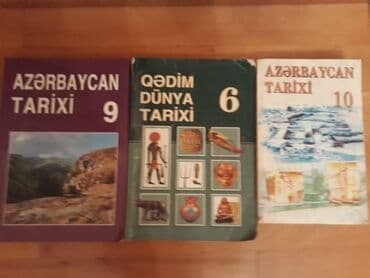 AZƏRBAYCAN
TARİXİ
9
QƏDİM
DÜNYA
TARİXİ
6
AZƏRBAYCAN
TARİXİ
10